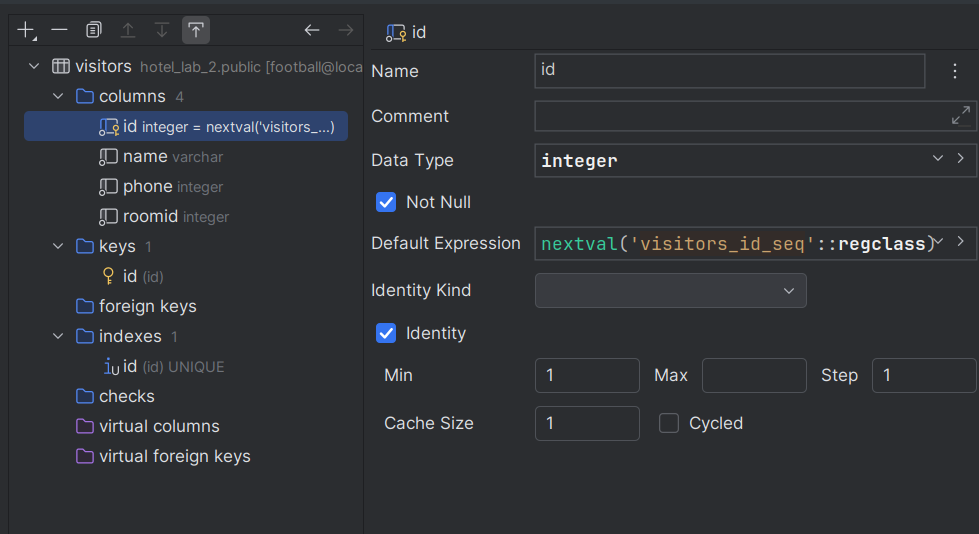 id
visitors hotel_lab_2.public [football@loca
Name id
columns 4
Comment
id integer = nextval('visitors_...)
name varchar
Data Type integer
phone integer
Not Null
roomid integer
keys 1
Default Expression nextval('visitors_id_seq'::regclass)
id (id)
Identity Kind
foreign keys
indexes 1
Identity
id (id) UNIQUE
Min 1 Max Step 1
checks
virtual columns
Cache Size 1 Cycled
virtual foreign keys